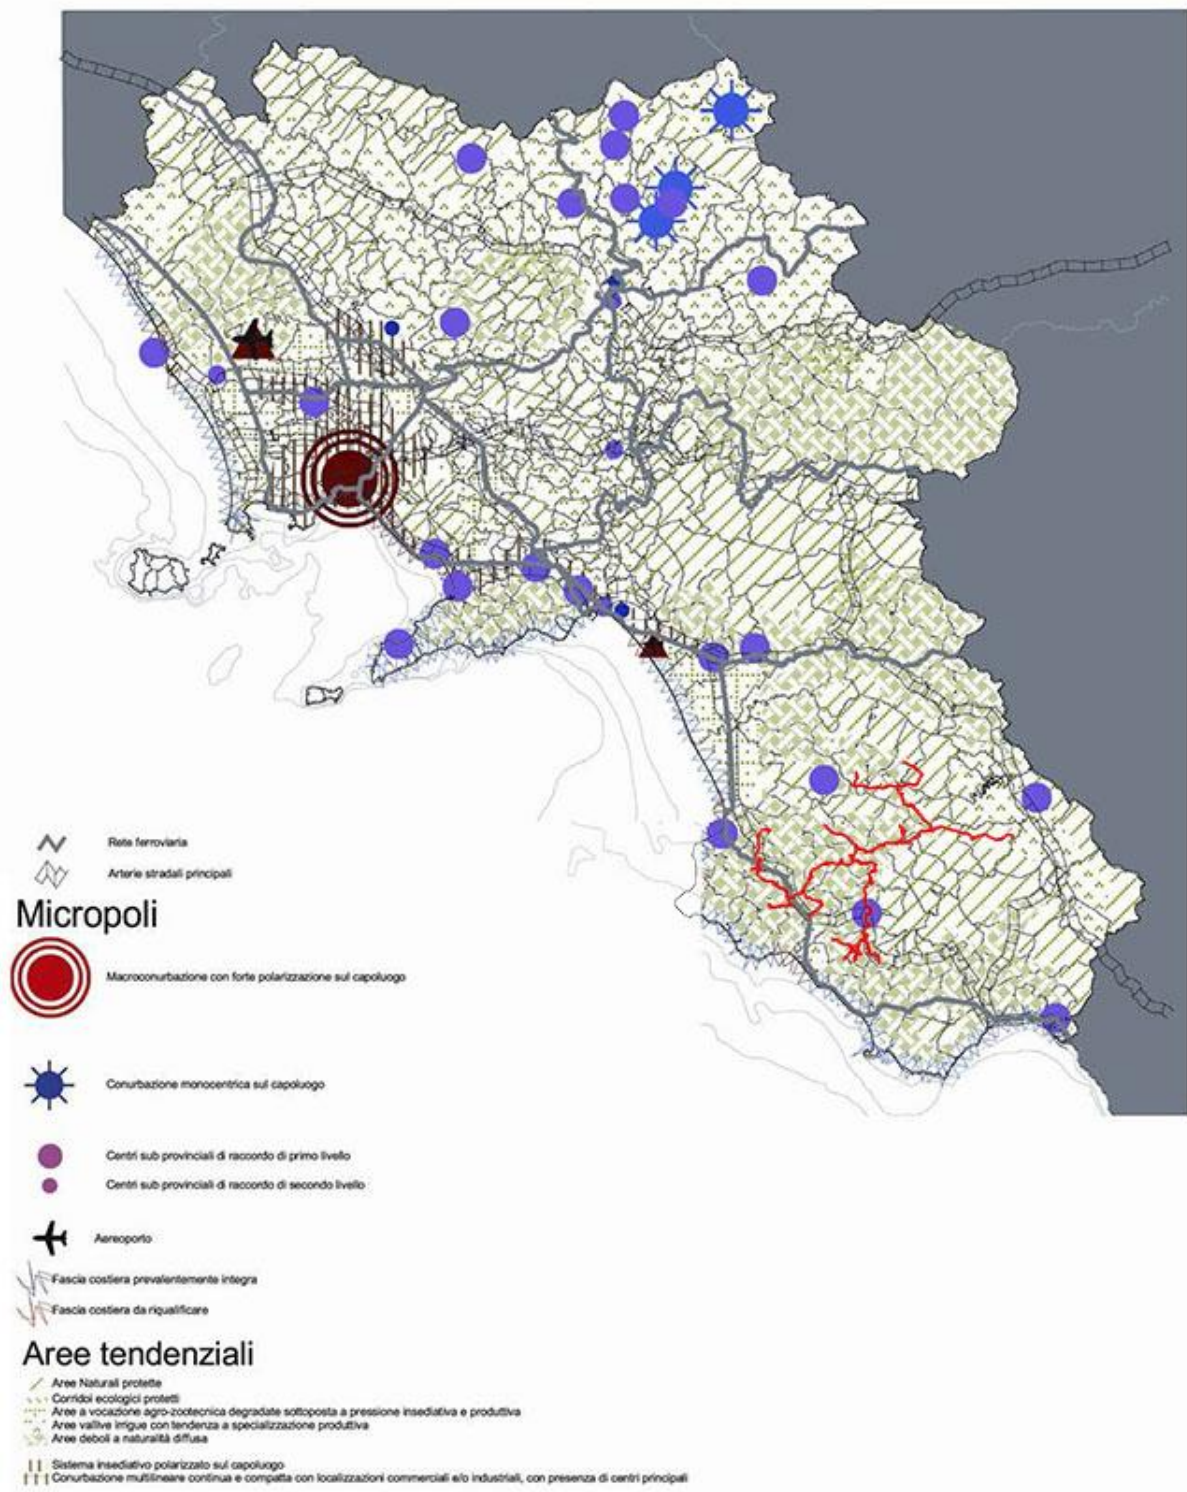 Rete ferroviaria
Arterie stradali principali
Micropoli
Macroconurbazione con forte polarizzazione sul capoluogo
Conurbazione monocentrica sul capoluogo
Centri sub provinciali di raccordo di primo livello
Centri sub provinciali di raccordo di secondo livello
Aereoporto
Fascia costiera prevalentemente integra
Fascia costiera da riqualificare
Aree tendenziali
Aree Naturali protette
Corridoi ecologici protetti
Aree a vocazione agro-zootecnica degradate sottoposta a pressione insediativa e produttiva
Aree vallive irrigue con tendenza a specializzazione produttiva
Aree deboli a naturalità diffusa
Sistema insediativo polarizzato sul capoluogo
Conurbazione multilineare continua e compatta con localizzazioni commerciali e/o industriali, con presenza di centri principali